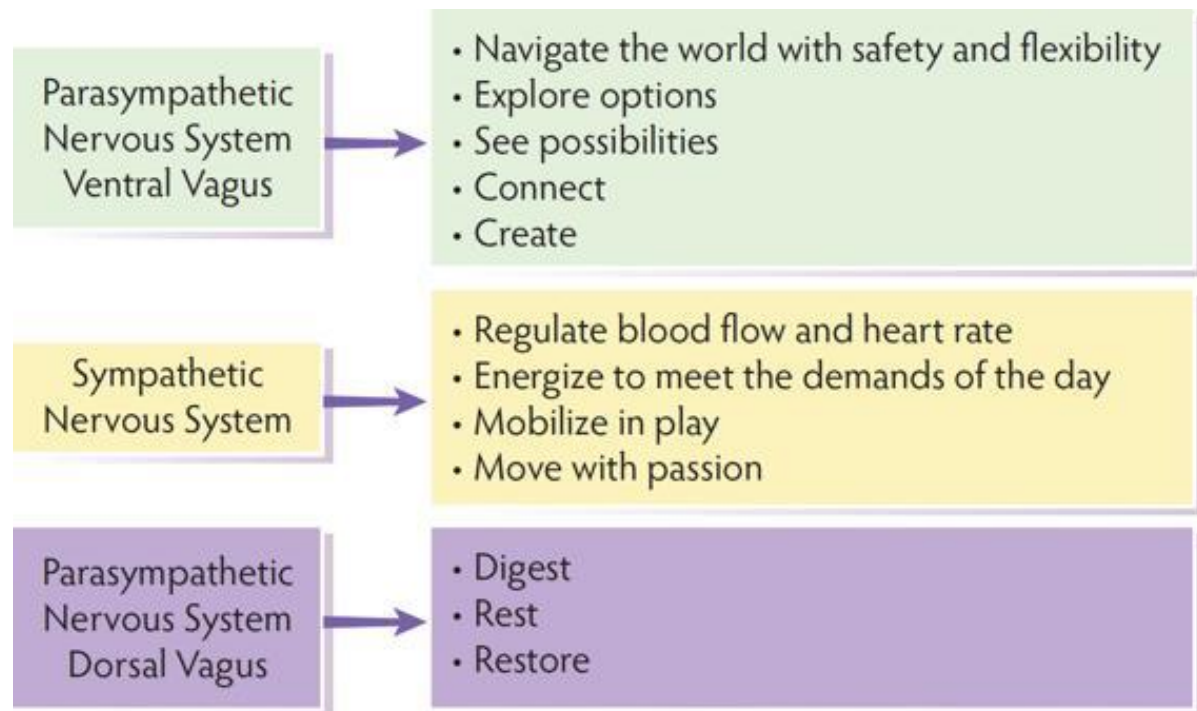 Parasympathetic
Nervous System
Ventral Vagus
• Navigate the world with safety and flexibility
• Explore options
• See possibilities
• Connect
• Create
Sympathetic
Nervous System
• Regulate blood flow and heart rate
• Energize to meet the demands of the day
• Mobilize in play
• Move with passion
Parasympathetic
Nervous System
Dorsal Vagus
• Digest
• Rest
• Restore